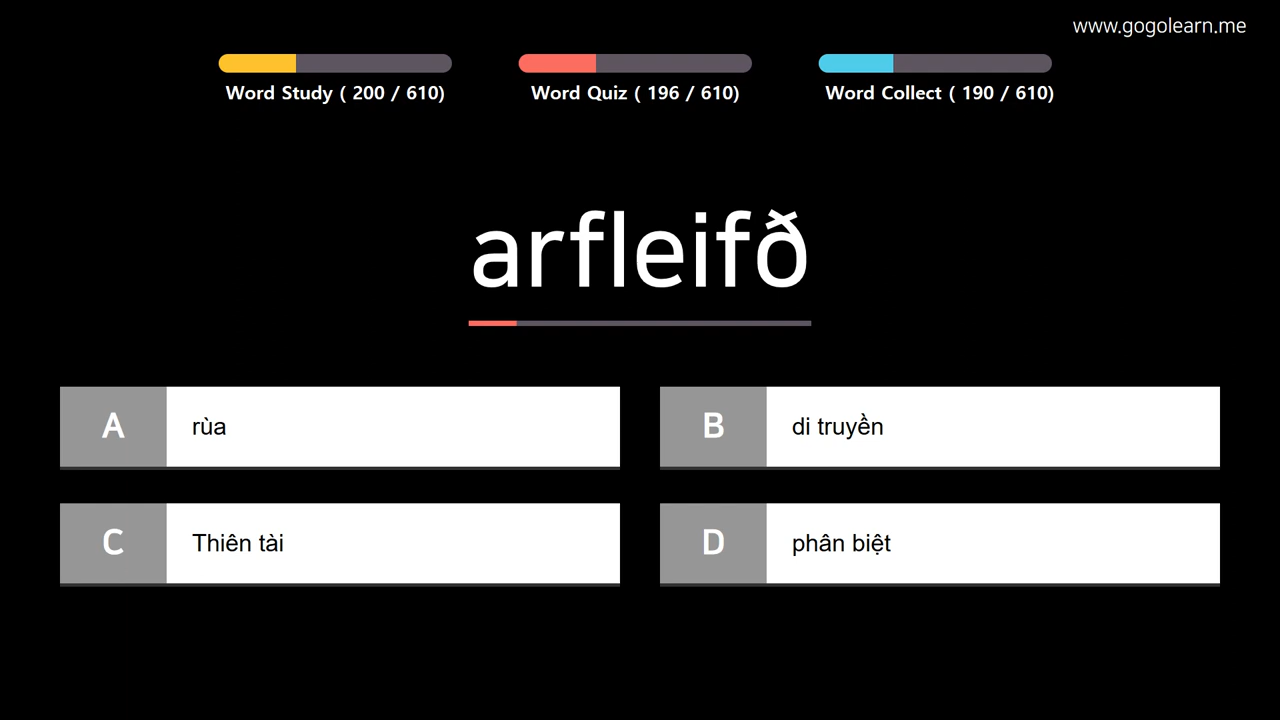 www.gogolearn.me
Word Study ( 200 / 610)
Word Quiz ( 196 / 610)
Word Collect ( 190 / 610)
arfleifð
A
rùa
B
di truyền
C
Thiên tài
D
phân biệt